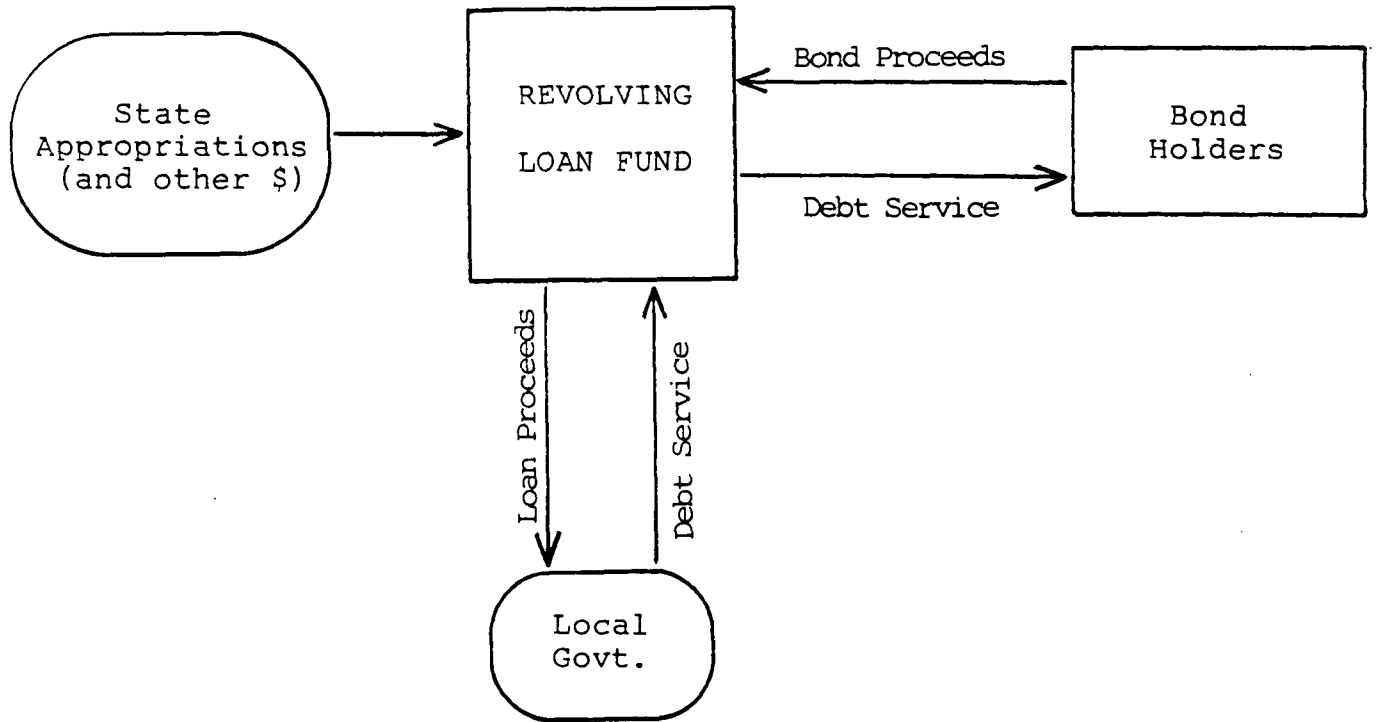 State
Appropriations
(and other $)
REVOLVING
LOAN FUND
Bond Proceeds
Debt Service
Bond
Holders
Loan Proceeds
Debt Service
Local
Govt.